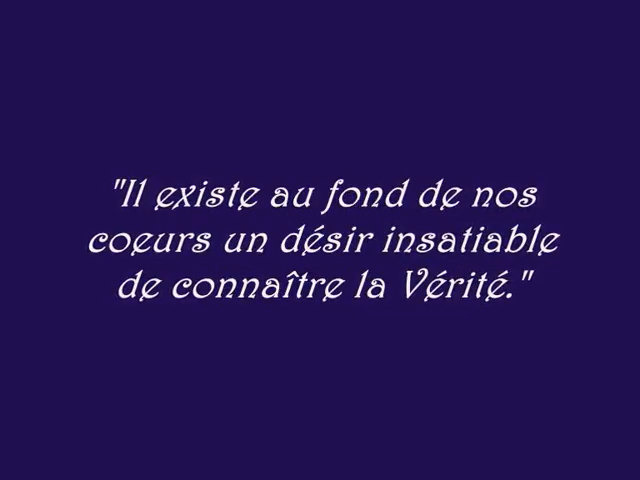 "Il existe au fond de nos
coeurs un désir insatiable
de connaître la Vérité."